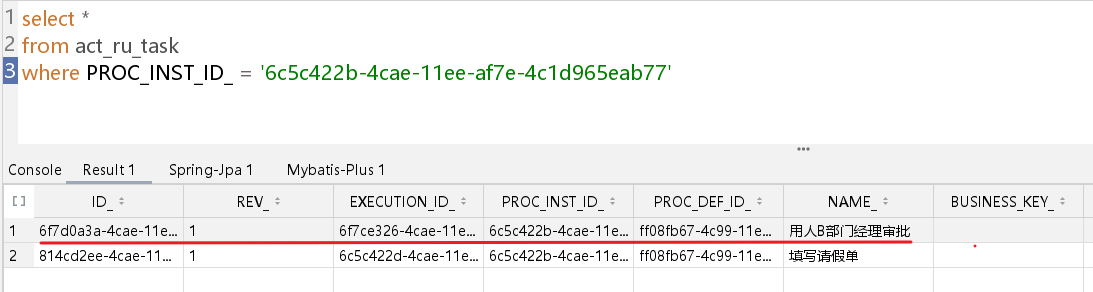 1 select *
2 from act_ru_task
3 where PROC_INST_ID_ = '6c5c422b-4cae-11ee-af7e-4c1d965eab77'
Console Result 1 Spring-Jpa 1 Mybatis-Plus 1
ID_ REV_ EXECUTION_ID_ PROC_INST_ID_ PROC_DEF_ID_ NAME_ BUSINESS_KEY_
1 6f7d0a3a-4cae-11e... 1 6f7ce326-4cae-11e... 6c5c422b-4cae-11e... ff08fb67-4c99-11e... 用人B部门经理审批
2 814cd2ee-4cae-11... 1 6c5c422d-4cae-11e... 6c5c422b-4cae-11e... ff08fb67-4c99-11e... 填写请假单